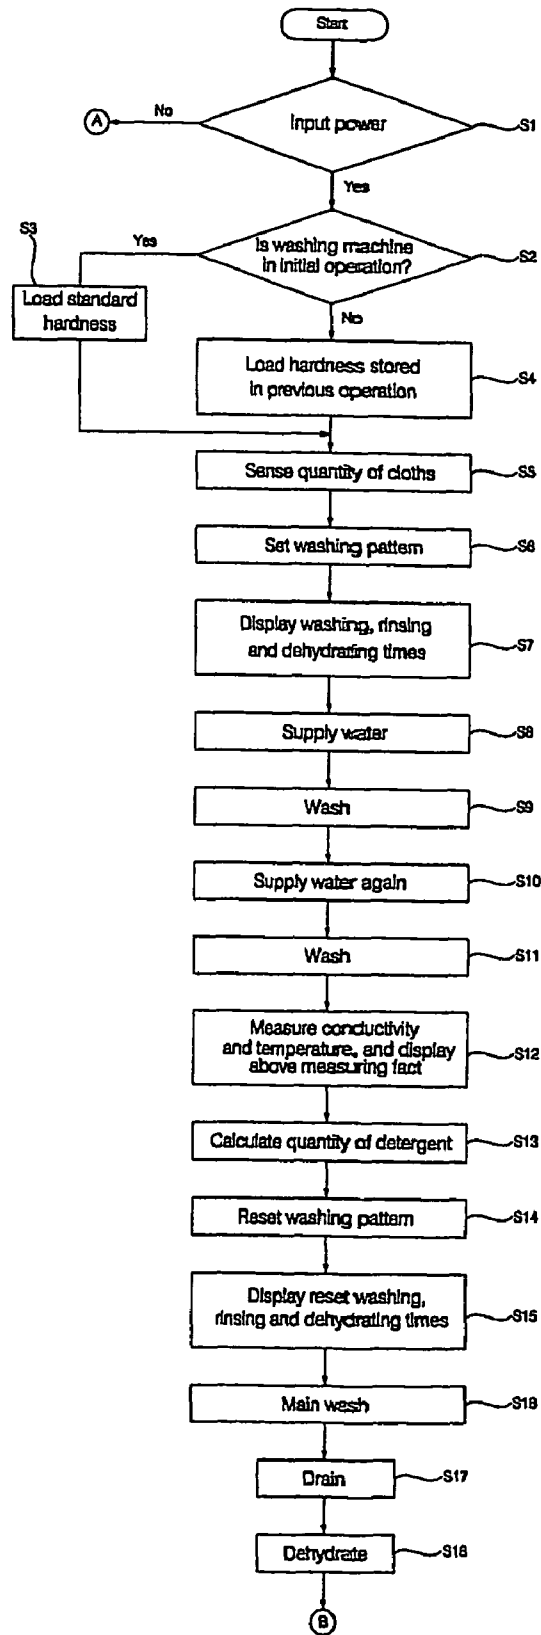 Start
Input power
S1
No
A
Yes
Is washing machine
in initial operation?
S2
Yes
S3
Load standard
hardness
No
Load hardness stored
in previous operation
S4
Sense quantity of cloths
S5
Set washing pattern
S6
Display washing, rinsing
and dehydrating times
S7
Supply water
S8
Wash
S9
Supply water again
S10
Wash
S11
Measure conductivity
and temperature, and display
above measuring fact
S12
Calculate quantity of detergent
S13
Reset washing pattern
S14
Display reset washing,
rinsing and dehydrating times
S15
Main wash
S16
Drain
S17
Dehydrate
S18
B